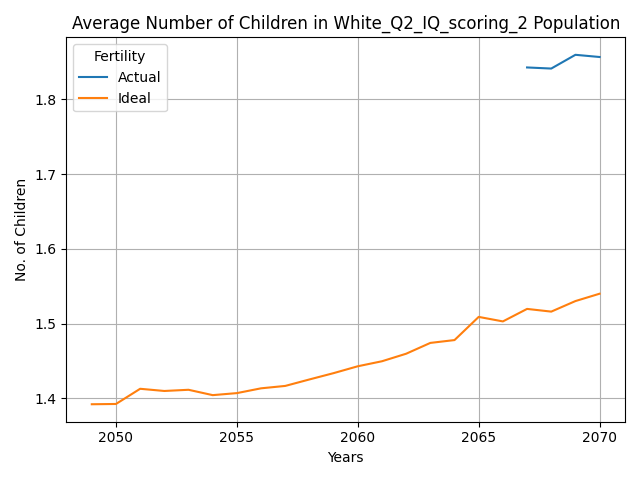 Average Number of Children in White_Q2_IQ_scoring_2 Population
Fertility
Actual
Ideal
No. of Children
1.8
1.7
1.6
1.5
1.4
2050 2055 2060 2065 2070
Years